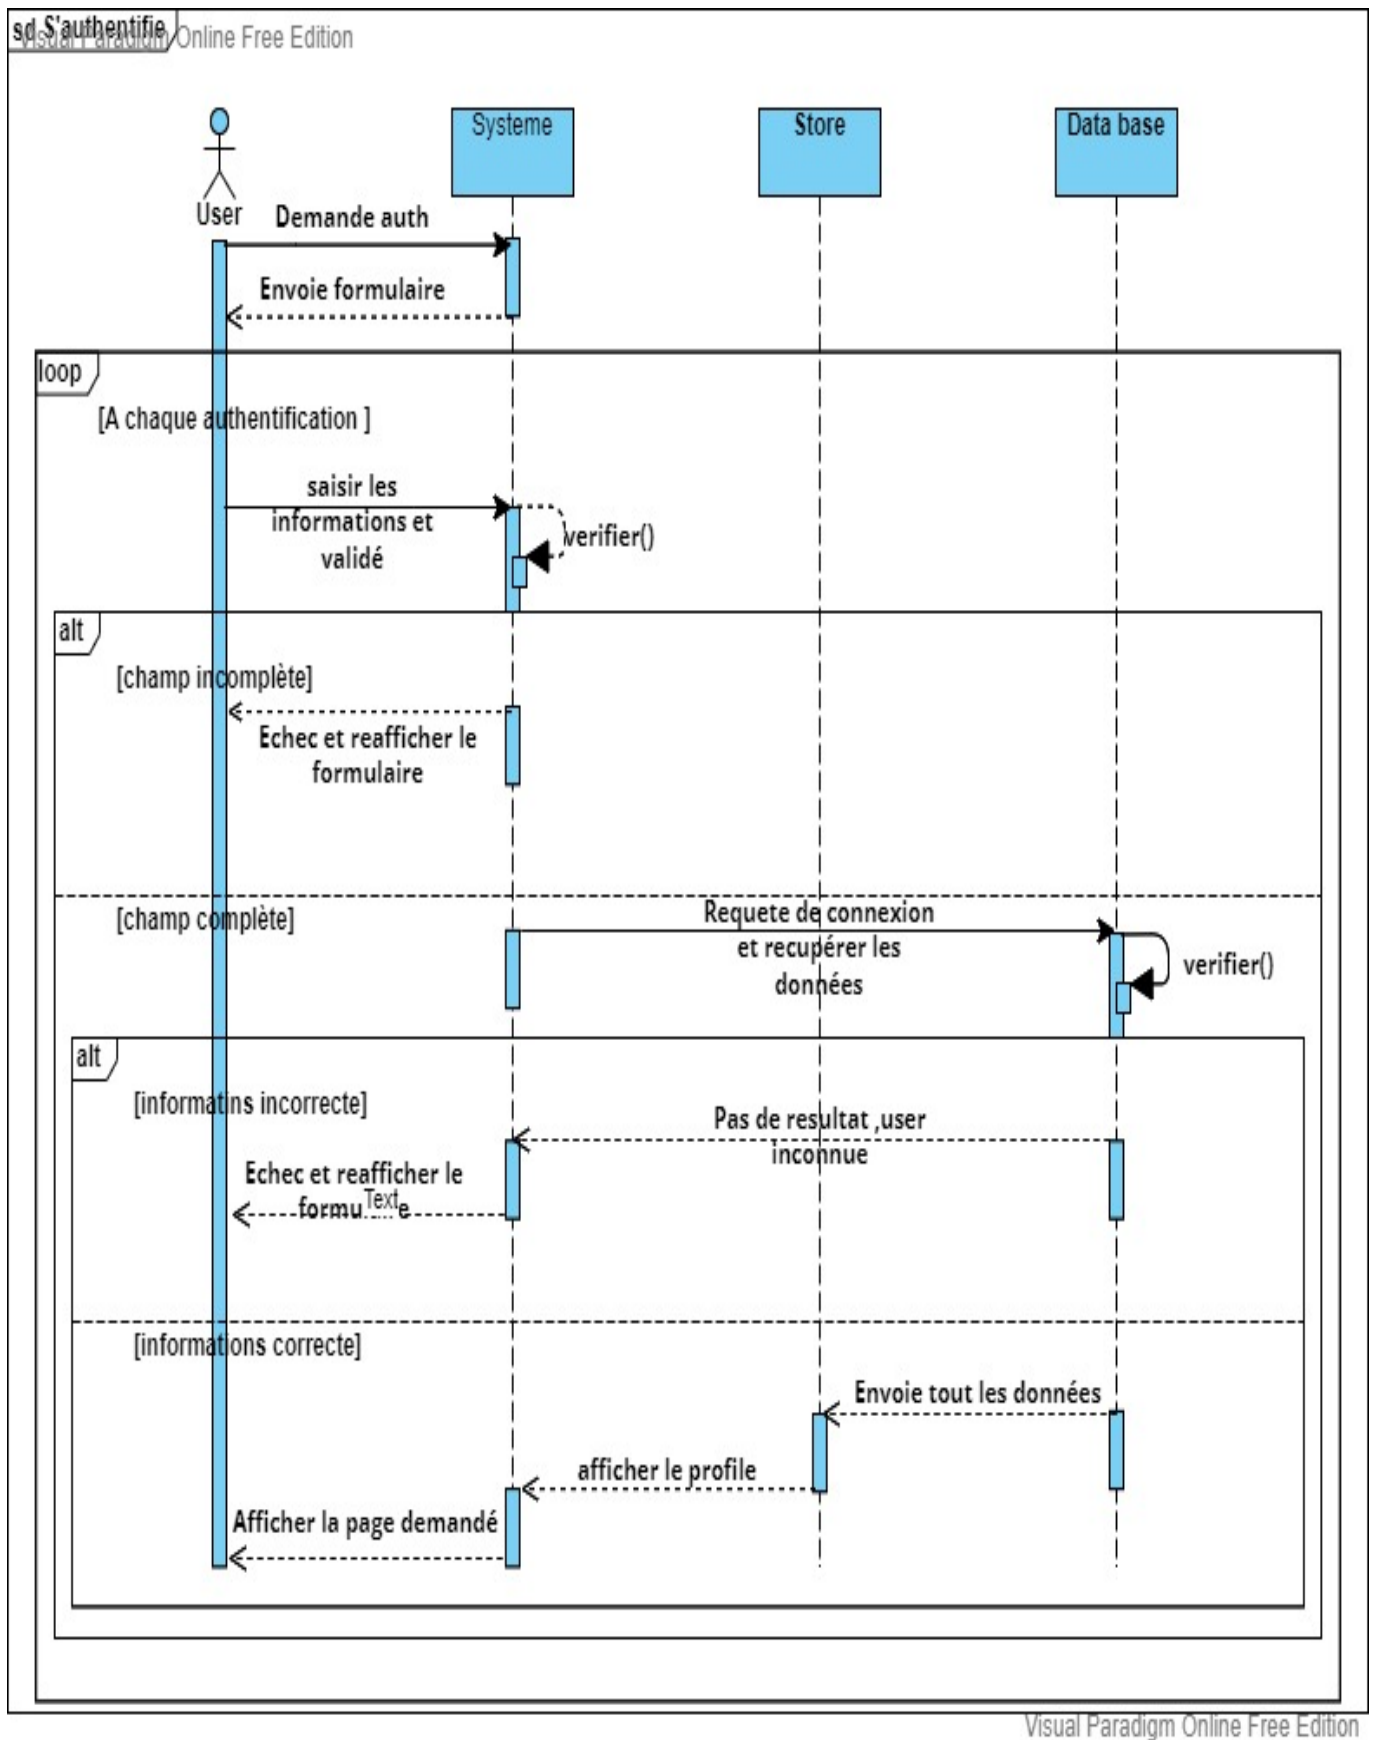 sd S'authentifie
Visual Paradigm Online Free Edition
Systeme
Store
Data base
User
Demande auth
Envoie formulaire
loop
[A chaque authentification ]
saisir les
informations et
validé
verifier()
alt
[champ incomplète]
Echec et reafficher le
formulaire
[champ complète]
Requete de connexion
et recupérer les
données
verifier()
alt
[informatins incorrecte]
Pas de resultat ,user
inconnue
Echec et reafficher le
Text
[informations correcte]
Envoie tout les données
afficher le profile
Afficher la page demandé
Visual Paradigm Online Free Edition